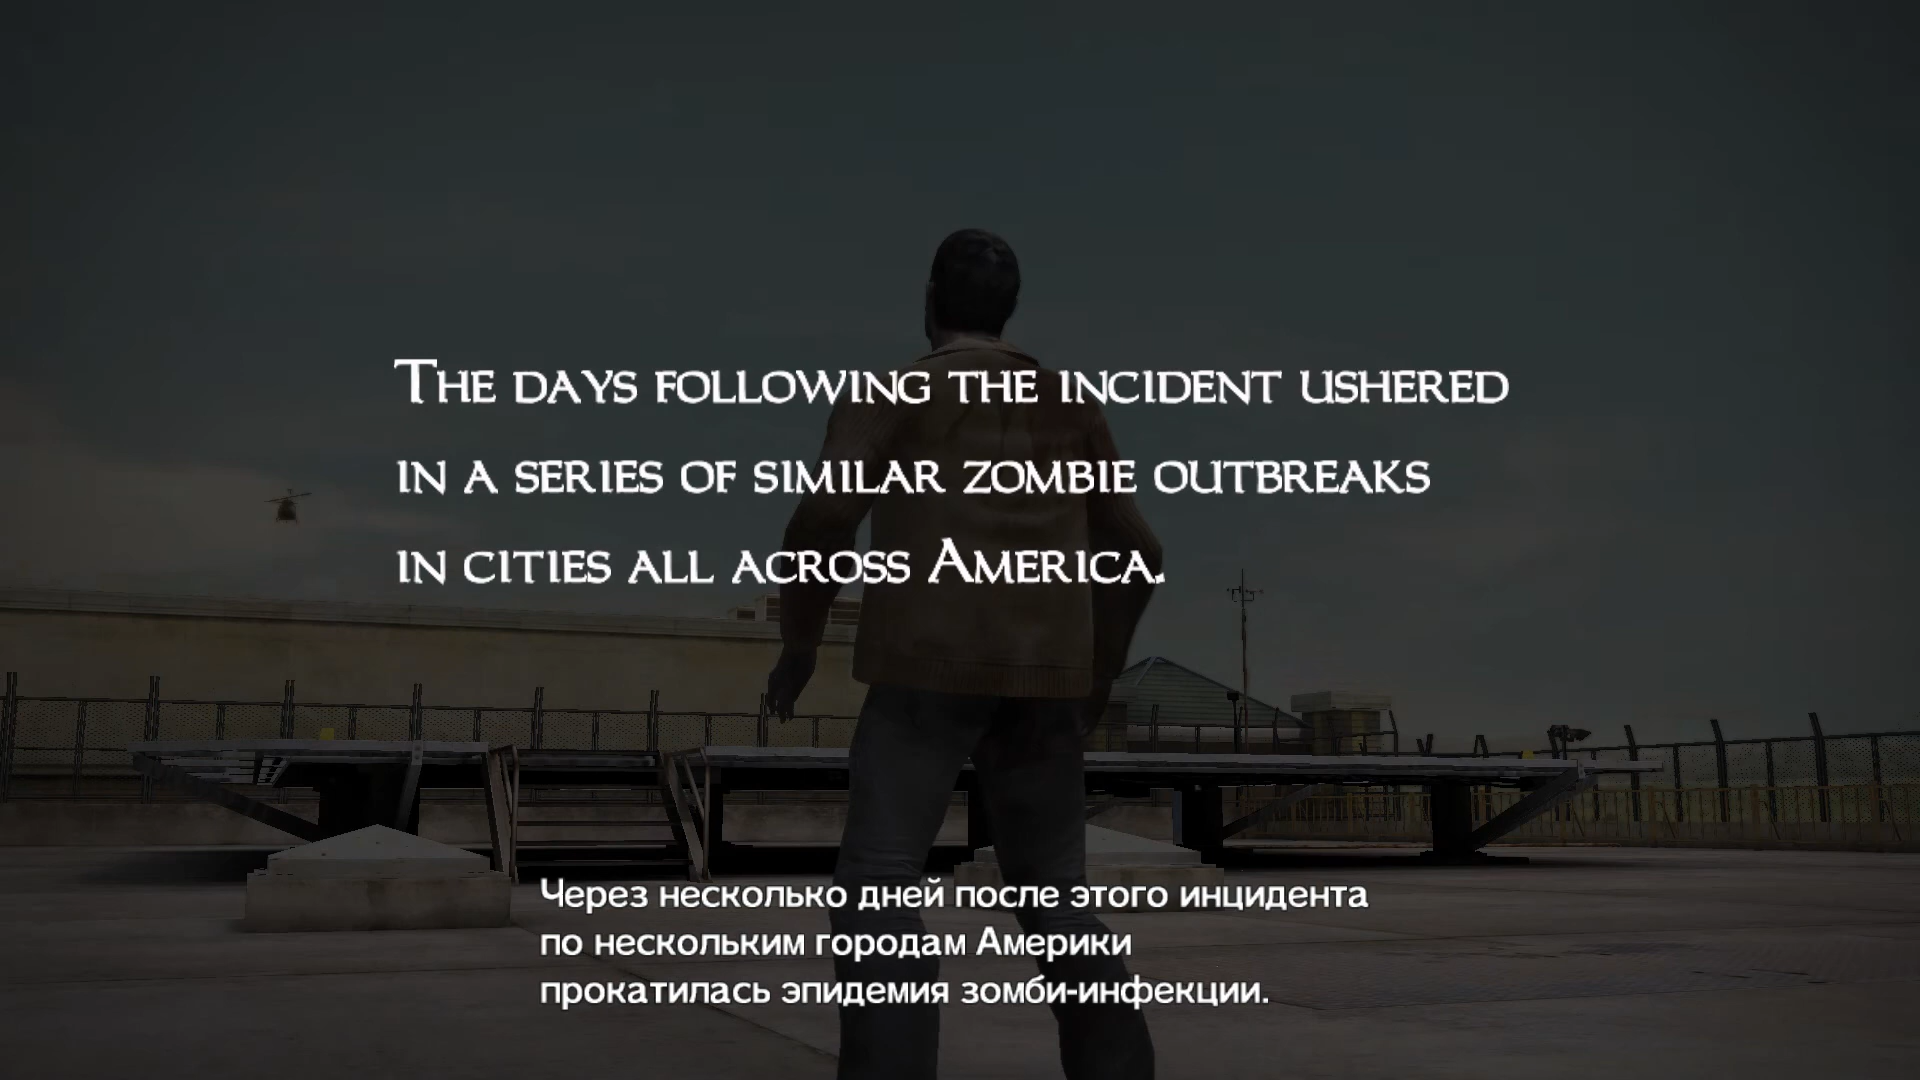 The days following the incident ushered
in a series of similar zombie outbreaks
in cities all across America.
Через несколько дней после этого инцидента
по нескольким городам Америки
прокатилась эпидемия зомби-инфекции.